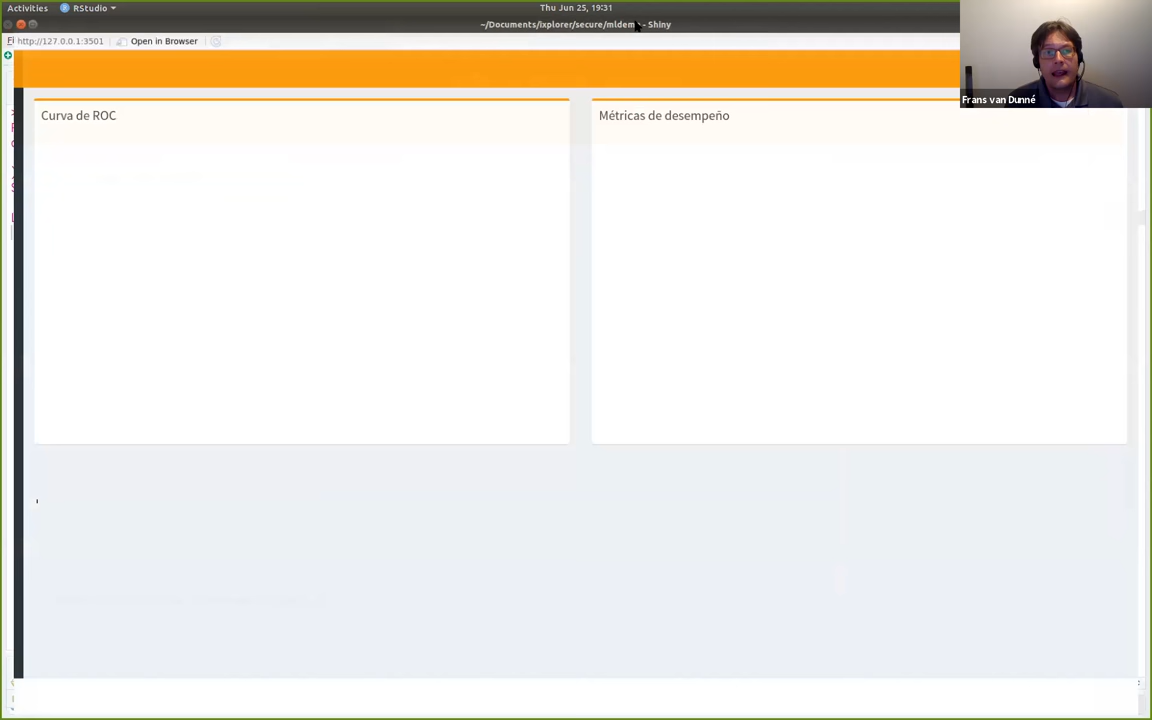 Activities RStudio Thu Jun 25, 19:31
~/Documents/ixplorer/secure/mldem - Shiny
http://127.0.0.1:3501 Open in Browser
Frans van Dunné
Curva de ROC Métricas de desempeño